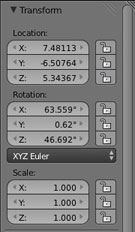 Transform
Location:
X: 7.48113
Y: -6.50764
Z: 5.34367
Rotation:
X: 63.559°
Y: 0.62°
Z: 46.692°
XYZ Euler
Scale:
X: 1.000
Y: 1.000
Z: 1.000